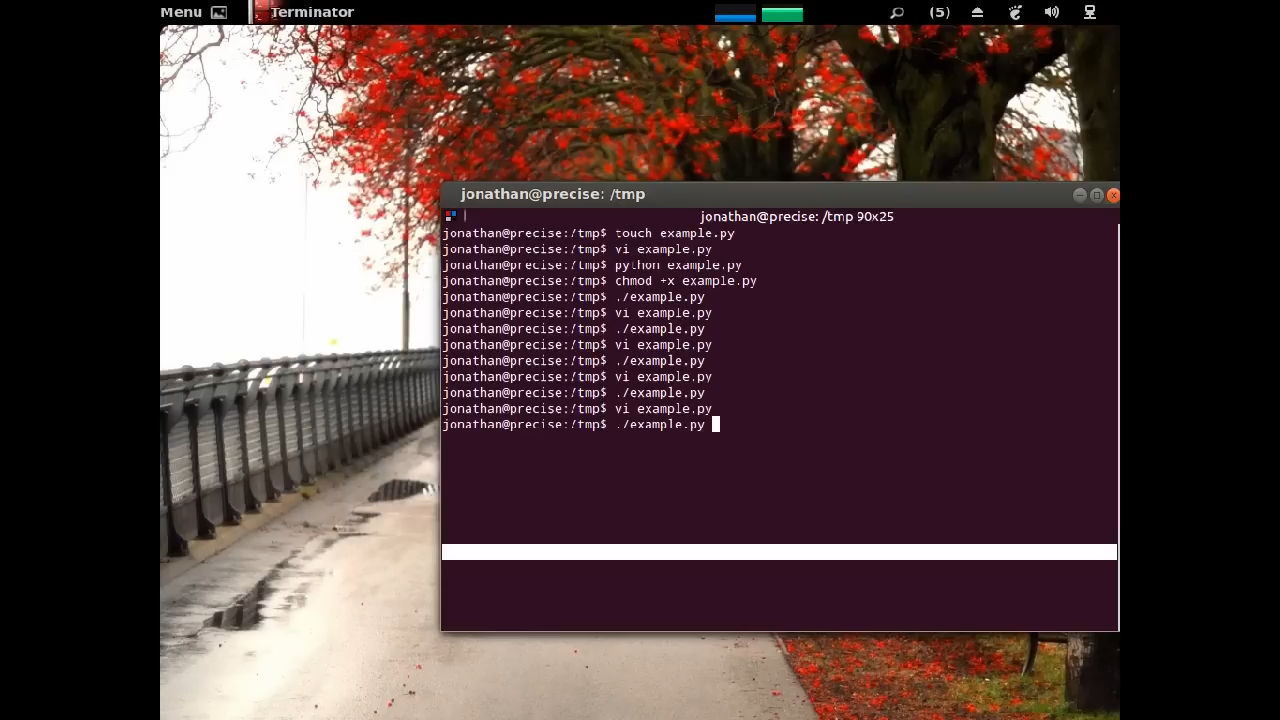 Menu Terminator (5)
jonathan@precise: /tmp
jonathan@precise: /tmp 90x25
jonathan@precise:/tmp$ touch example.py
jonathan@precise:/tmp$ vi example.py
jonathan@precise:/tmp$ python example.py
jonathan@precise:/tmp$ chmod +x example.py
jonathan@precise:/tmp$ ./example.py
jonathan@precise:/tmp$ vi example.py
jonathan@precise:/tmp$ ./example.py
jonathan@precise:/tmp$ vi example.py
jonathan@precise:/tmp$ ./example.py
jonathan@precise:/tmp$ vi example.py
jonathan@precise:/tmp$ ./example.py
jonathan@precise:/tmp$ vi example.py
jonathan@precise:/tmp$ ./example.py